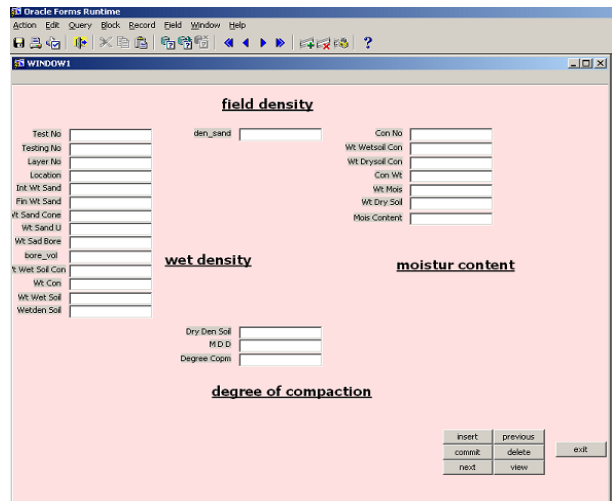 Oracle Forms Runtime
Action Edit Query Block Record Field Window Help
WINDOW1
field density
Test No
Testing No
Layer No
Location
Int Wt Sand
Fin Wt Sand
Wt Sand Cone
Wt Sand U
Wt Sad Bore
bore_vol
t Wet Soil Con
Wt Con
Wt Wet Soil
Wetden Soil
den_sand
Con No
Wt Wetsoil Con
Wt Drysoil Con
Con Wt
Wt Mois
Wt Dry Soil
Mois Content
wet density
moistur content
Dry Den Soil
M D D
Degree Copm
degree of compaction
insert previous
commit delete exit
next view